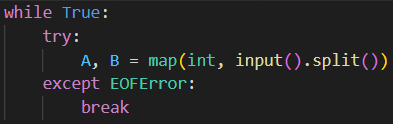 while True:
    try:
        A, B = map(int, input().split())
    except EOFError:
        break